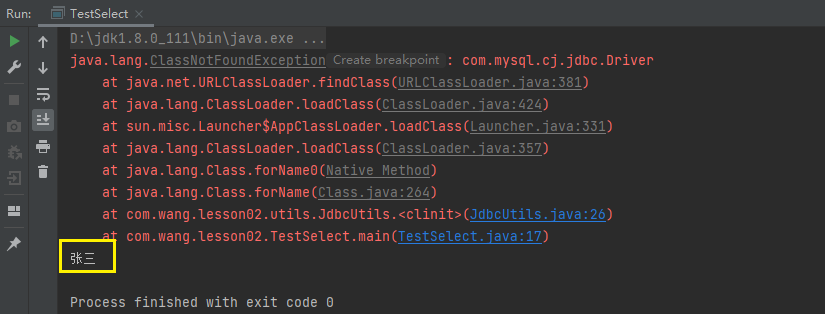 Run: TestSelect
D:\jdk1.8.0_111\bin\java.exe ...
java.lang.ClassNotFoundException Create breakpoint : com.mysql.cj.jdbc.Driver
at java.net.URLClassLoader.findClass(URLClassLoader.java:381)
at java.lang.ClassLoader.loadClass(ClassLoader.java:424)
at sun.misc.Launcher$AppClassLoader.loadClass(Launcher.java:331)
at java.lang.ClassLoader.loadClass(ClassLoader.java:357)
at java.lang.Class.forName0(Native Method)
at java.lang.Class.forName(Class.java:264)
at com.wang.lesson02.utils.JdbcUtils.<clinit>(JdbcUtils.java:26)
at com.wang.lesson02.TestSelect.main(TestSelect.java:17)
张三
Process finished with exit code 0